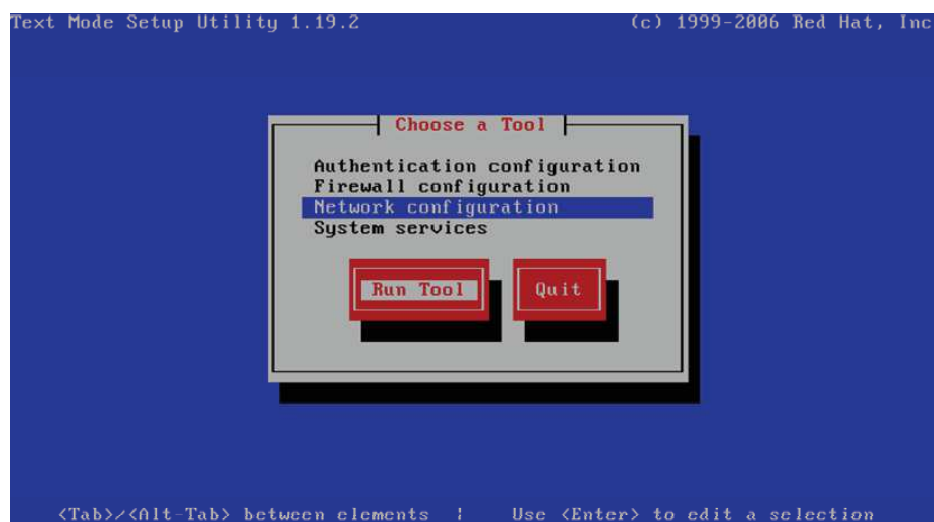 Text Mode Setup Utility 1.19.2 (c) 1999-2006 Red Hat, Inc
Choose a Tool
Authentication configuration
Firewall configuration
Network configuration
System services
Run Tool Quit
<Tab>/<Alt-Tab> between elements | Use <Enter> to edit a selection